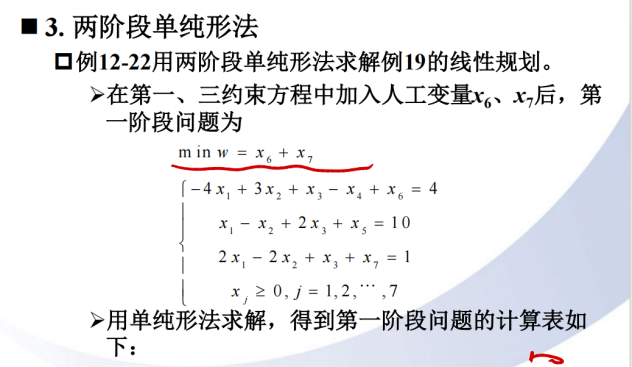 ■ 3. 两阶段单纯形法
例12-22用两阶段单纯形法求解例19的线性规划。
➢在第一、三约束方程中加入人工变量x₆、x₇后，第
一阶段问题为
min w = x₆ + x₇
-4x₁ + 3x₂ + x₃ - x₄ + x₆ = 4
x₁ - x₂ + 2x₃ + x₅ = 10
2x₁ - 2x₂ + x₃ + x₇ = 1
xⱼ ≥ 0, j = 1,2,⋯,7
➢用单纯形法求解，得到第一阶段问题的计算表如
下：